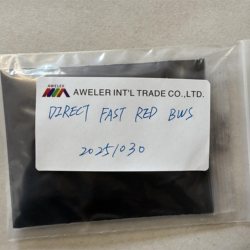 AWELER
AWELER INT'L TRADE CO.,LTD.
DIRECT FAST RED BWS
20251030